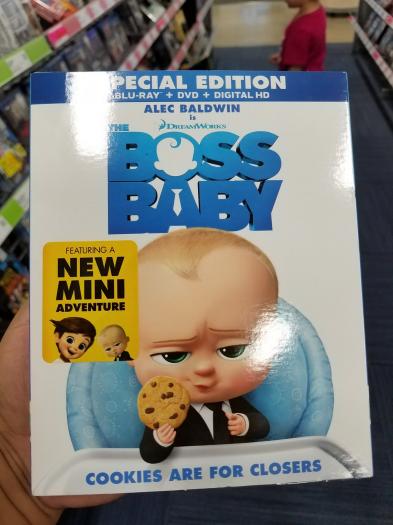 SPECIAL EDITION
BLU-RAY + DVD + DIGITAL HD
ALEC BALDWIN
is
DREAMWORKS
THE
BOSS
BABY
FEATURING A
NEW
MINI
ADVENTURE
COOKIES ARE FOR CLOSERS